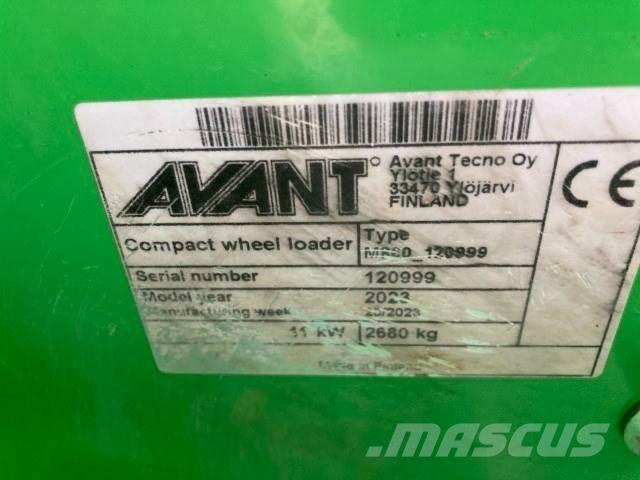 AVANT°
Avant Tecno Oy
Ylötie 1
33470 Ylöjärvi
FINLAND
CE
Compact wheel loader
Type
Serial number
120999
Model year
2023
Manufacturing week
11 kW
2680 kg
MASCUS